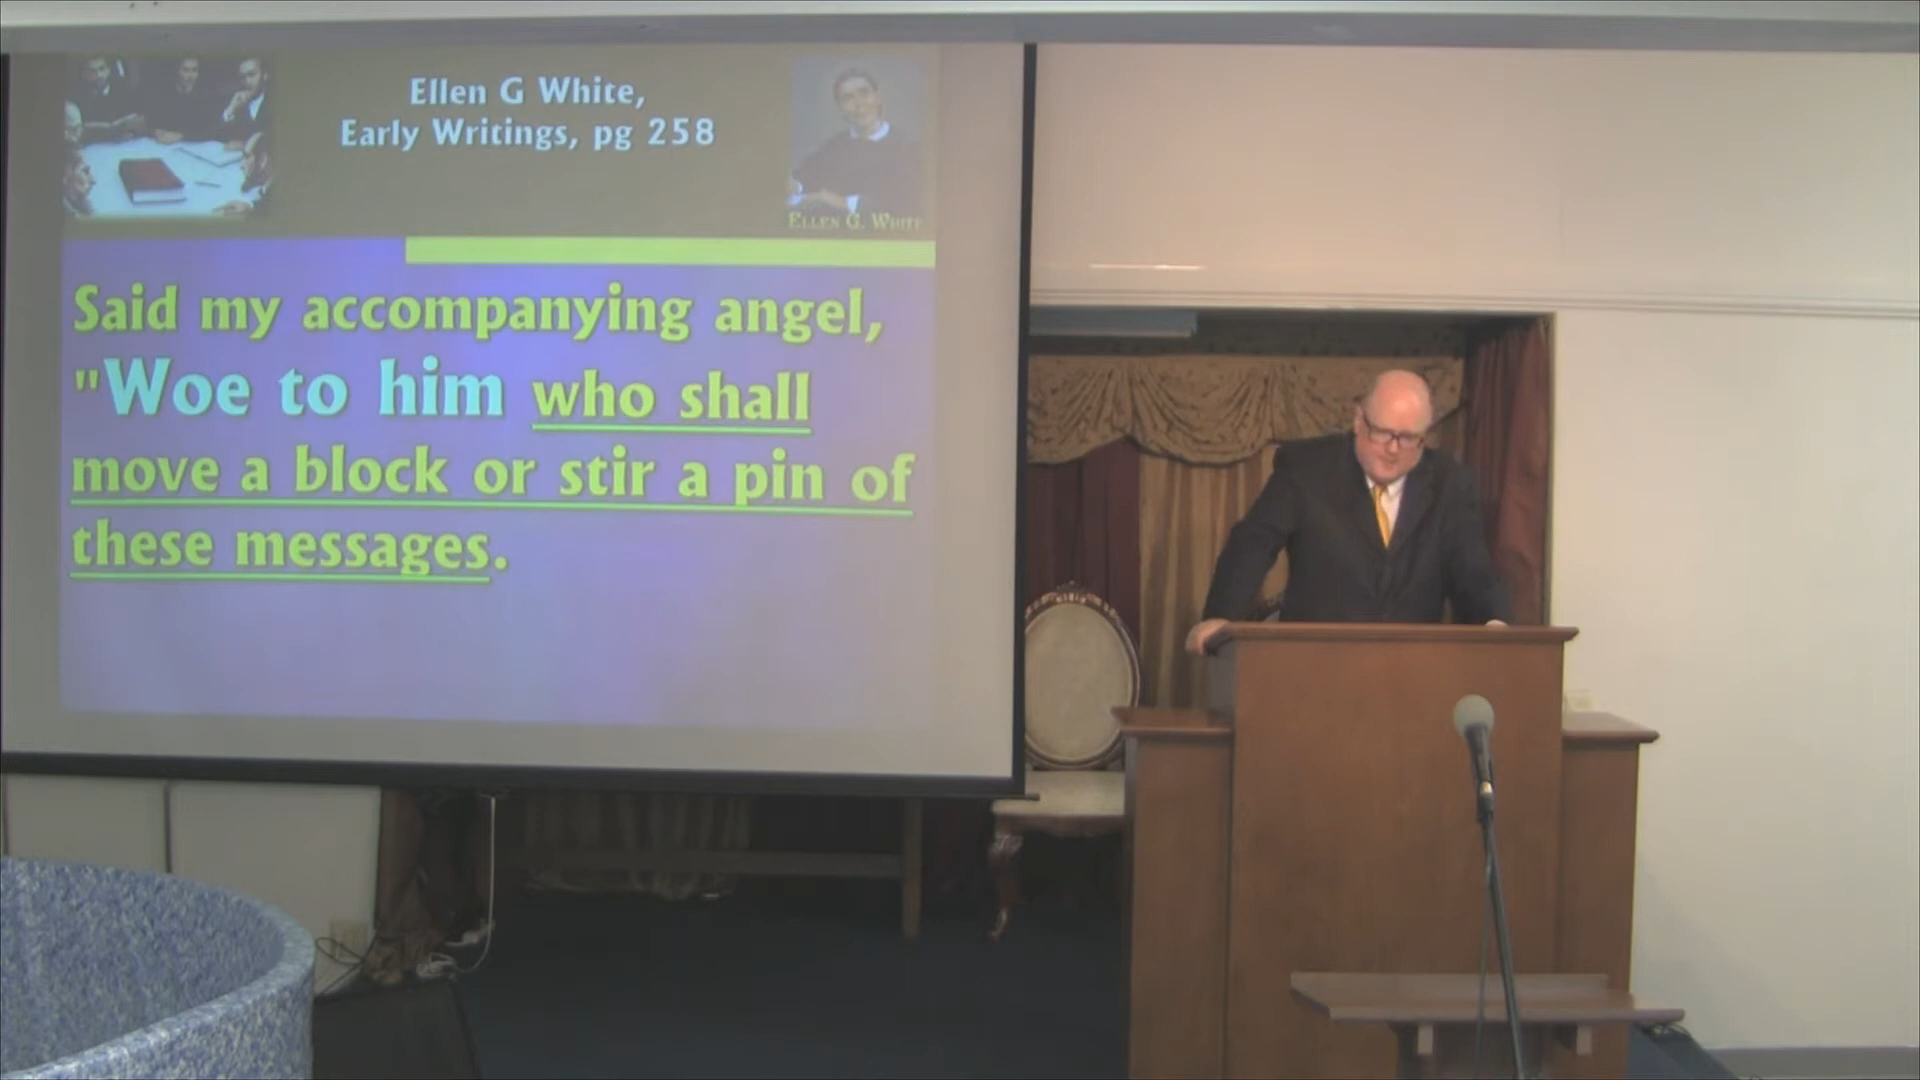 Ellen G White,
Early Writings, pg 258
ELLEN G. WHITE
Said my accompanying angel,
"Woe to him who shall
move a block or stir a pin of
these messages.